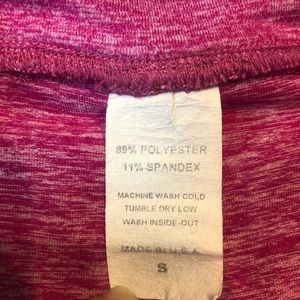 89% POLYESTER
11% SPANDEX
MACHINE WASH COLD
TUMBLE DRY LOW
WASH INSIDE-OUT
MADE IN U.S.A.
S